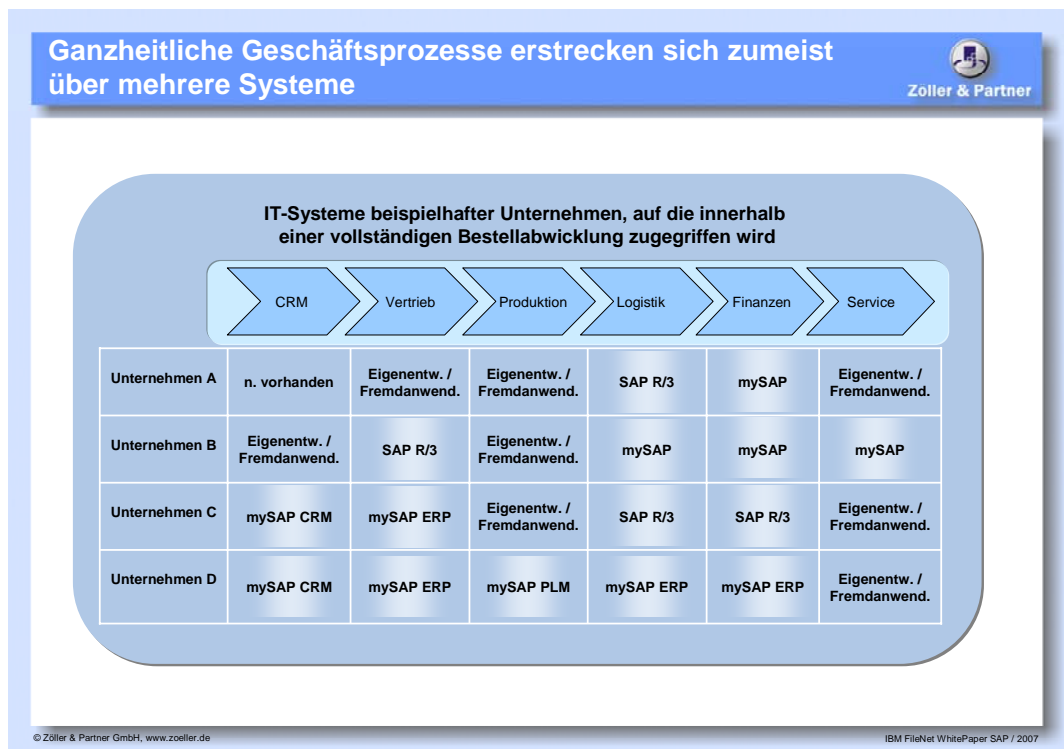 Ganzheitliche Geschäftsprozesse erstrecken sich zumeist
über mehrere Systeme
Zöller & Partner
IT-Systeme beispielhafter Unternehmen, auf die innerhalb
einer vollständigen Bestellabwicklung zugegriffen wird
CRM Vertrieb Produktion Logistik Finanzen Service
Unternehmen A n. vorhanden Eigenentw. / Eigenentw. / SAP R/3 mySAP Eigenentw. /
Fremdanwend. Fremdanwend. Fremdanwend.
Unternehmen B Eigenentw. / SAP R/3 Eigenentw. / mySAP mySAP mySAP
Fremdanwend. Fremdanwend.
Unternehmen C mySAP CRM mySAP ERP Eigenentw. / SAP R/3 SAP R/3 Eigenentw. /
Fremdanwend. Fremdanwend.
Unternehmen D mySAP CRM mySAP ERP mySAP PLM mySAP ERP mySAP ERP Eigenentw. /
Fremdanwend.
© Zöller & Partner GmbH, www.zoeller.de IBM FileNet WhitePaper SAP / 2007